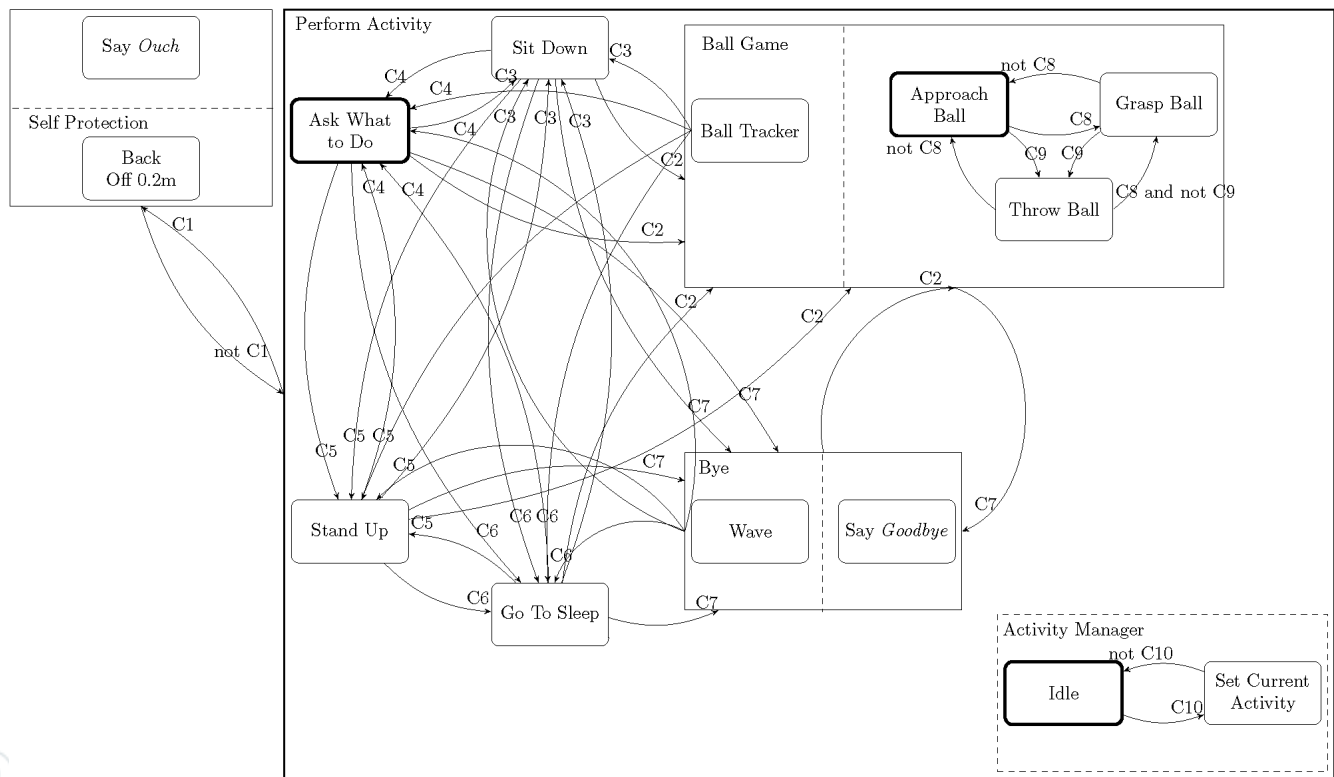 Say Ouch
Self Protection
Back
Off 0.2m
C1
not C1
Perform Activity
Sit Down
C3
C4
C3
Ask What
to Do
C4
C3
C3
C3
C4
C4
C2
C2
Ball Game
Ball Tracker
Approach
Ball
not C8
Grasp Ball
C8
not C8
C9
C9
C8 and not C9
Throw Ball
C2
C2
C2
C7
C7
C5
C5
C5
C5
C7
Bye
Wave
Say Goodbye
C7
Stand Up
C5
C6
C6
C6
C6
C6
Go To Sleep
C7
Activity Manager
not C10
Idle
Set Current
Activity
C10